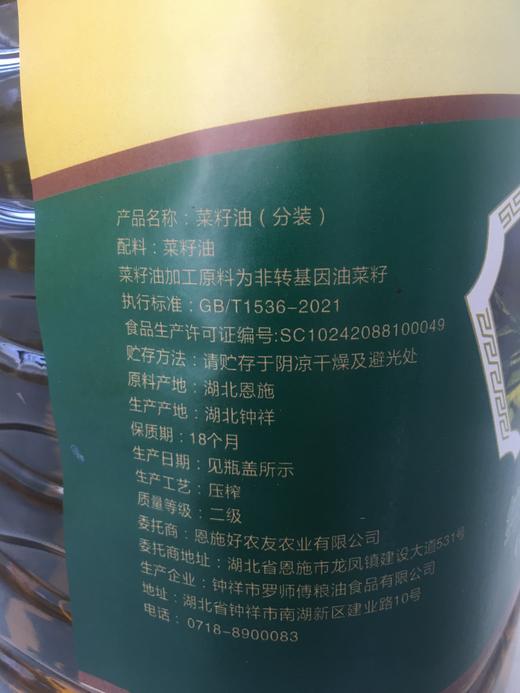 产品名称：菜籽油（分装）
配料：菜籽油
菜籽油加工原料为非转基因油菜籽
执行标准：GB/T1536-2021
食品生产许可证编号:SC10242088100049
贮存方法：请贮存于阴凉干燥及避光处
原料产地：湖北恩施
生产产地：湖北钟祥
保质期：18个月
生产日期：见瓶盖所示
生产工艺：压榨
质量等级：二级
委托商：恩施好农友农业有限公司
委托商地址：湖北省恩施市龙凤镇建设大道531号
生产企业：钟祥市罗师傅粮油食品有限公司
地址：湖北省钟祥市南湖新区建业路10号
电话：0718-8900083